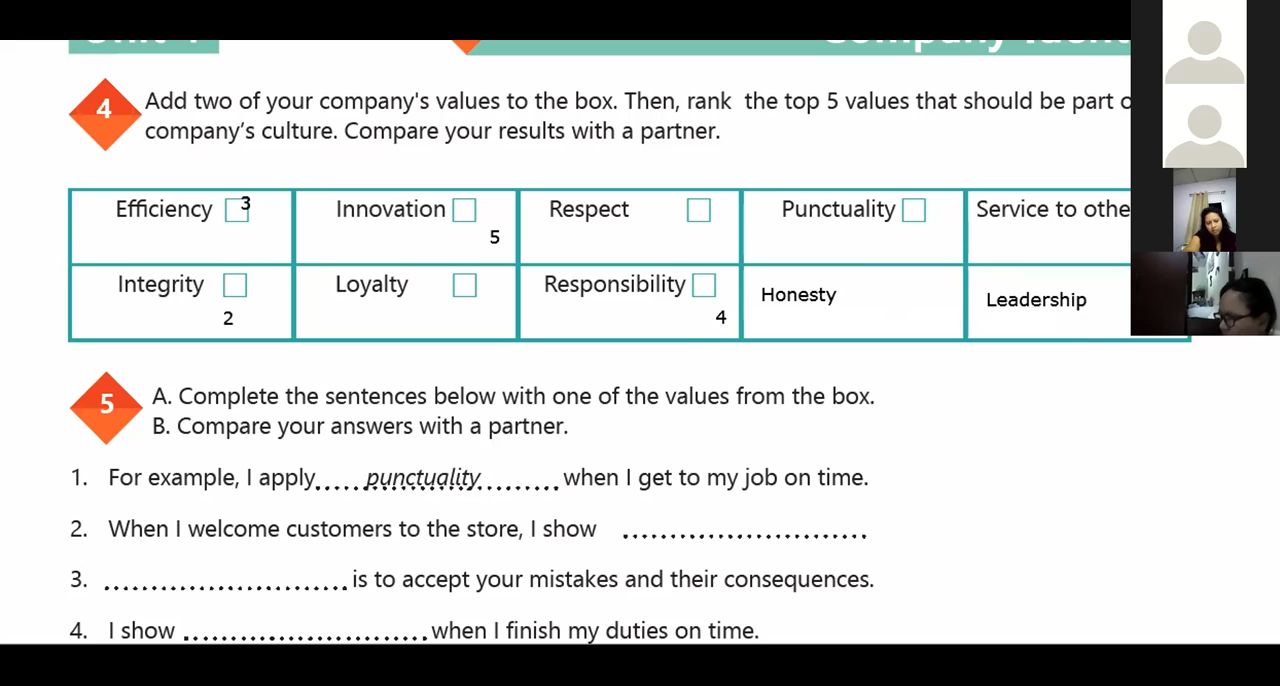 4
Add two of your company's values to the box. Then, rank the top 5 values that should be part
company's culture. Compare your results with a partner.
Efficiency 3 Innovation Respect Punctuality Service to othe
5
Integrity Loyalty Responsibility Honesty Leadership
2 4
5
A. Complete the sentences below with one of the values from the box.
B. Compare your answers with a partner.
1. For example, I apply.....punctuality........when I get to my job on time.
2. When I welcome customers to the store, I show ..........................
3. ..........................is to accept your mistakes and their consequences.
4. I show ..........................when I finish my duties on time.